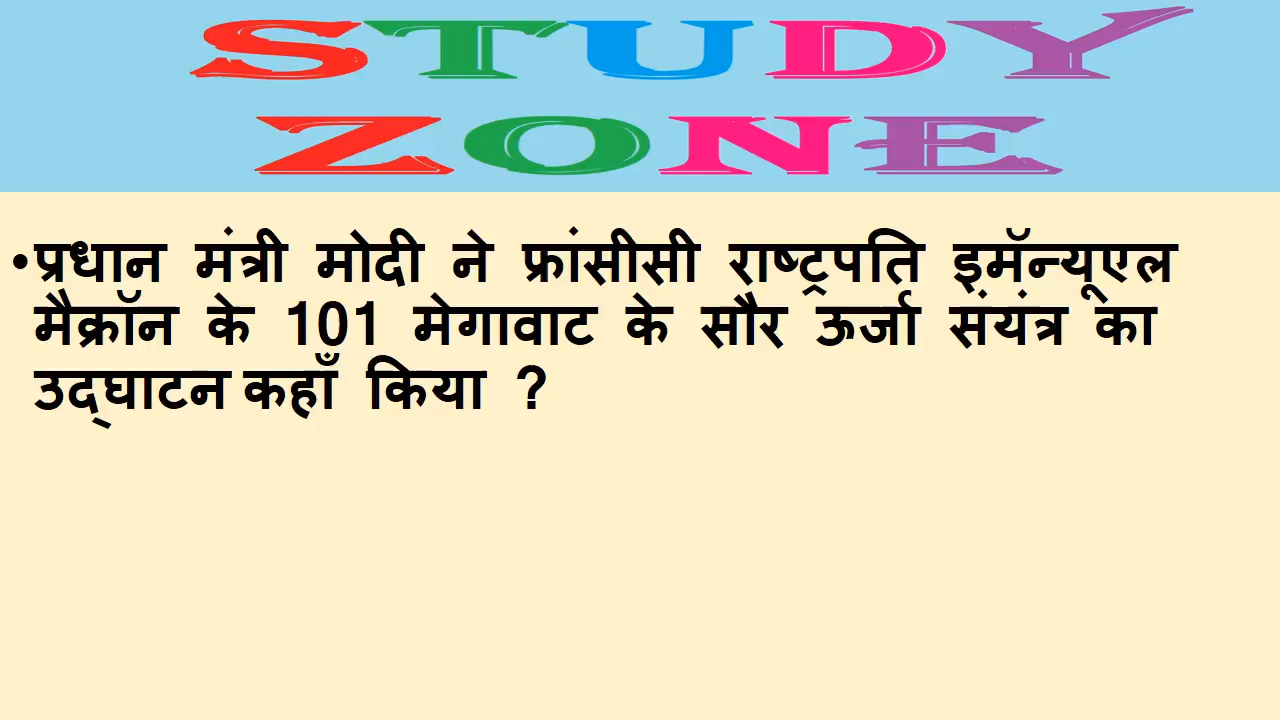 STUDY
ZONE
•प्रधान मंत्री मोदी ने फ्रांसीसी राष्ट्रपति इमॅन्यूएल
मैक्रॉन के 101 मेगावाट के सौर ऊर्जा संयंत्र का
उद्घाटन कहाँ किया ?